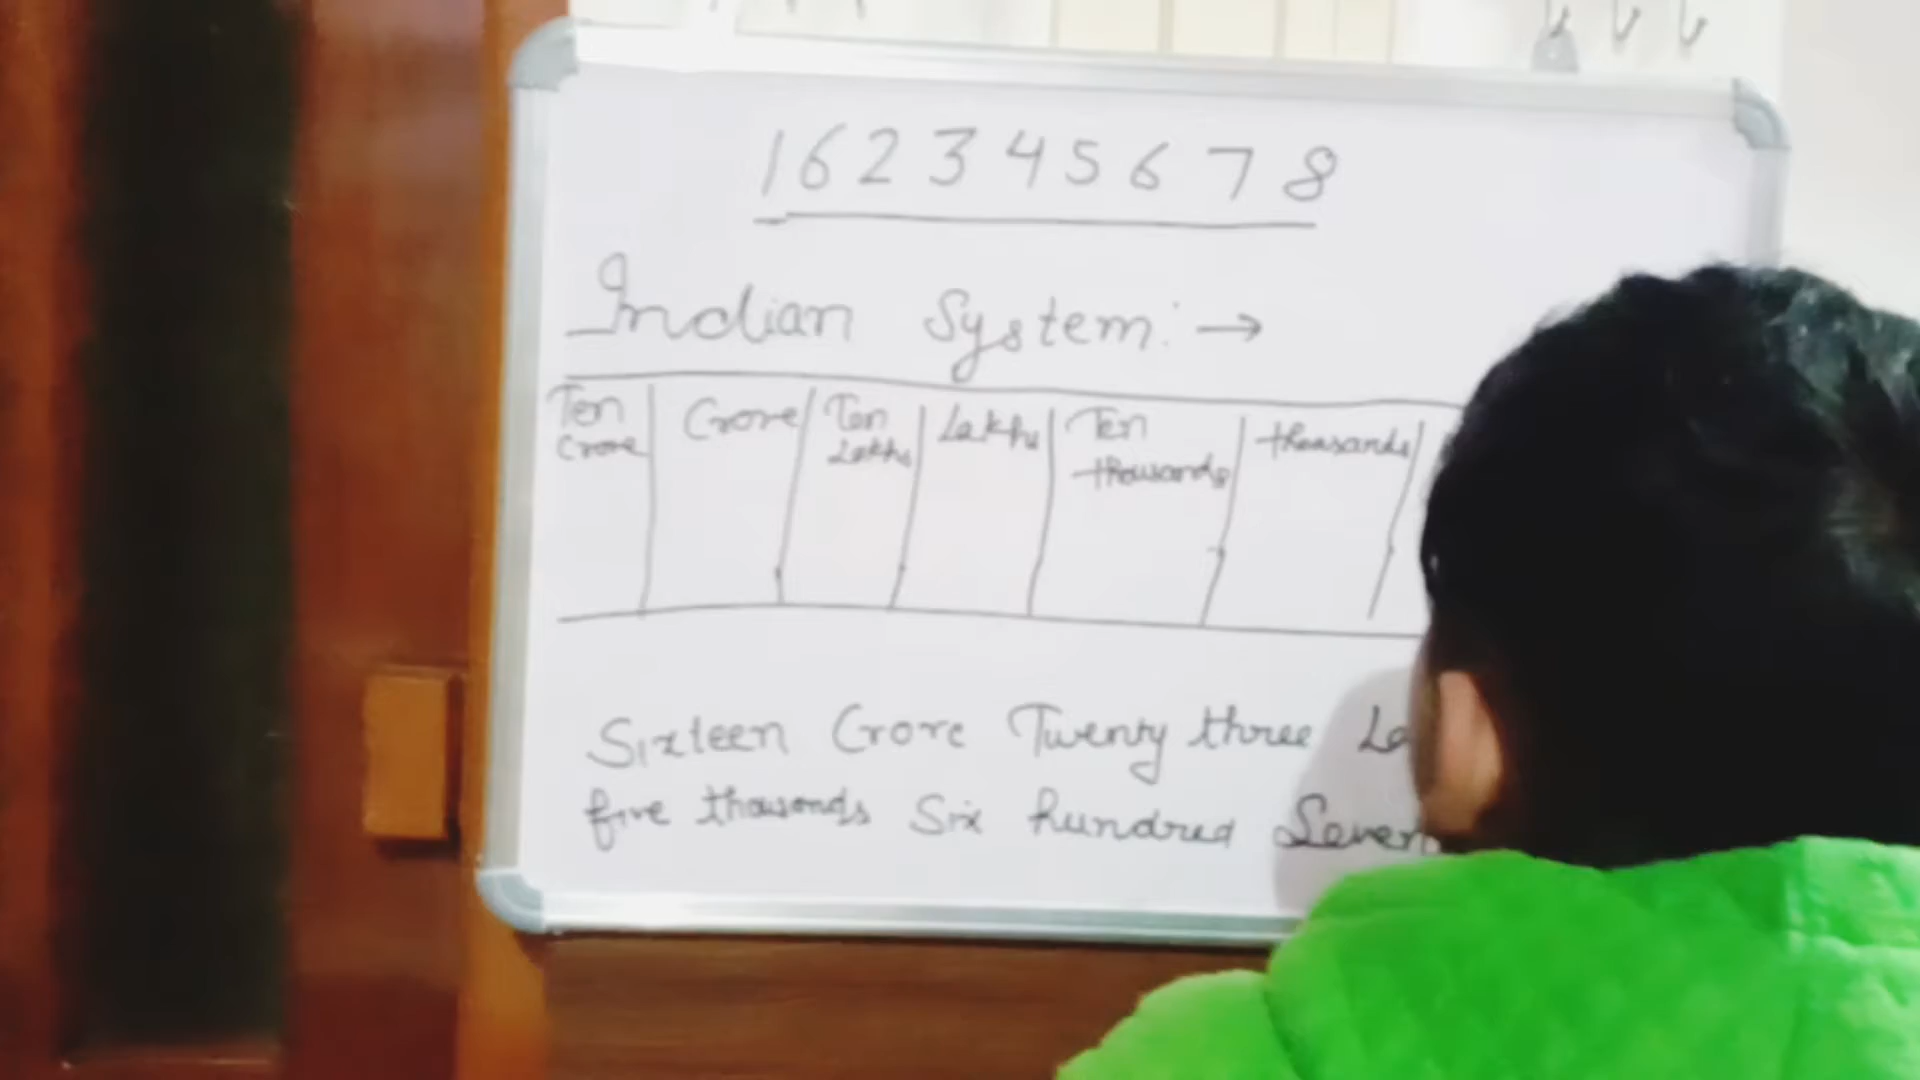 162345678
Indian System:→
Ten Crore Crore Ten Lakhs Lakhs Ten thousands thousands
Sixteen Crore Twenty three
five thousands Six hundred Seven